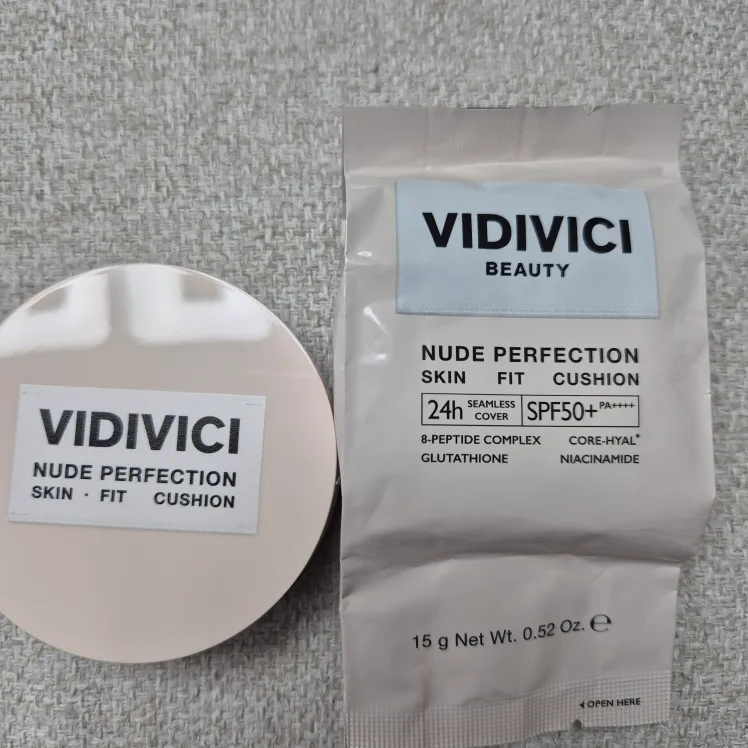 VIDIVICI
NUDE PERFECTION
SKIN · FIT CUSHION
VIDIVICI
BEAUTY
NUDE PERFECTION
SKIN FIT CUSHION
24h SEAMLESS COVER SPF50+ PA++++
8-PEPTIDE COMPLEX CORE-HYAL*
GLUTATHIONE NIACINAMIDE
15 g Net Wt. 0.52 Oz. ℮
OPEN HERE